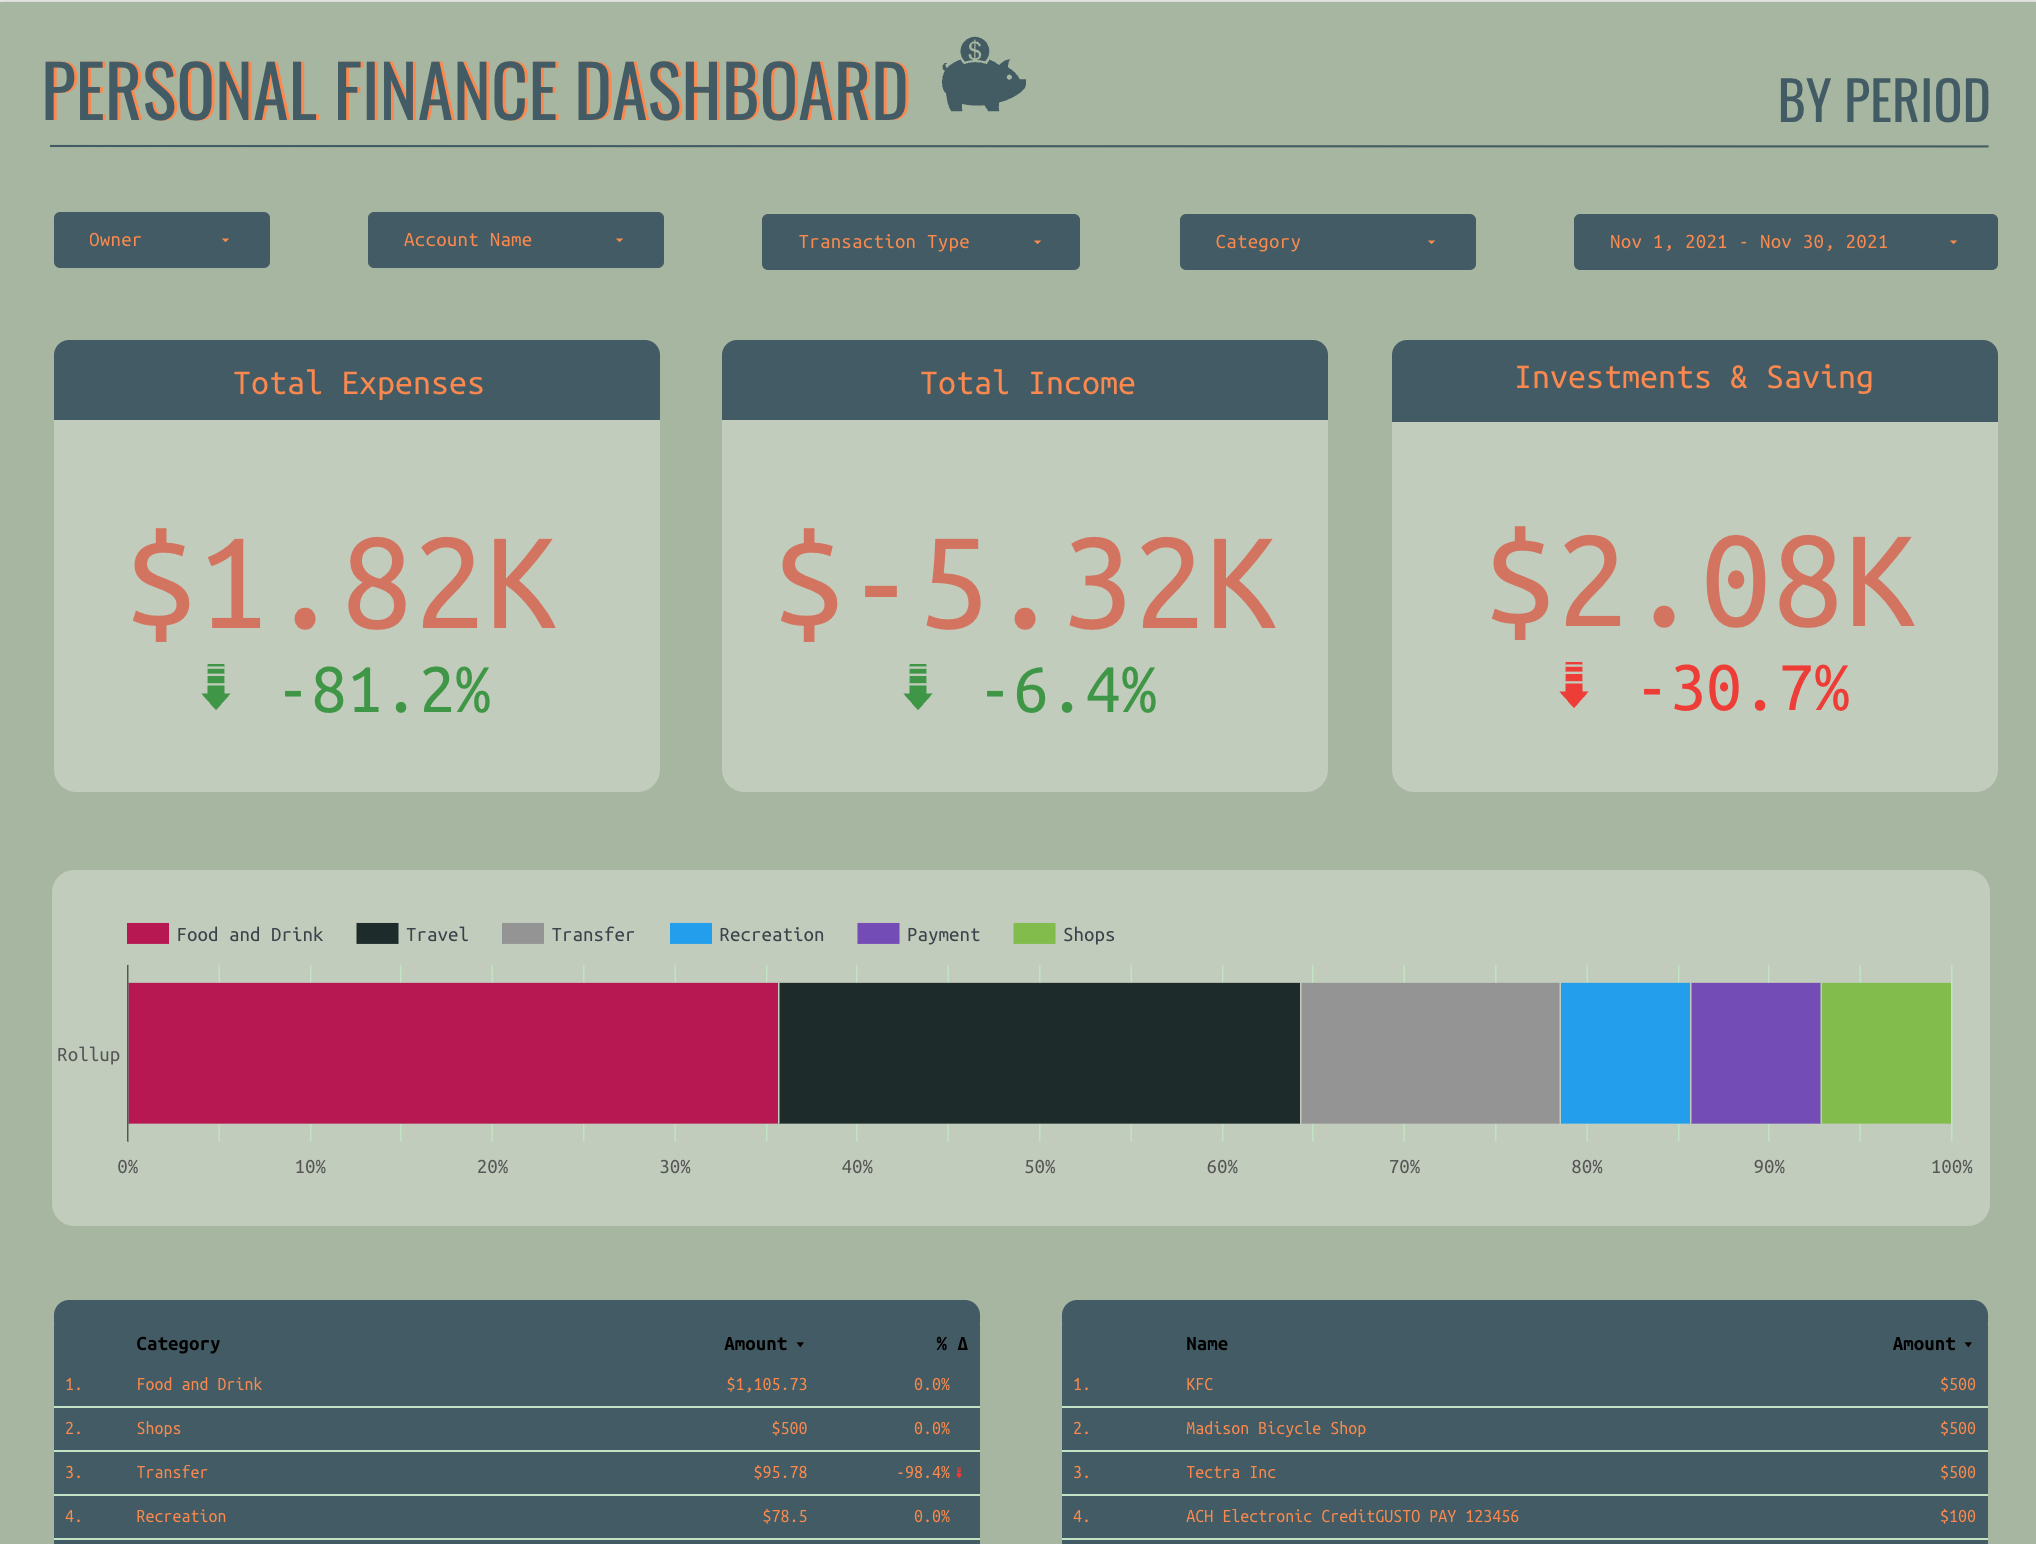 PERSONAL FINANCE DASHBOARD $
BY PERIOD
Owner Account Name Transaction Type Category Nov 1, 2021 - Nov 30, 2021
Total Expenses
$1.82K
-81.2%
Total Income
$-5.32K
-6.4%
Investments & Saving
$2.08K
-30.7%
Food and Drink Travel Transfer Recreation Payment Shops
Rollup
0% 10% 20% 30% 40% 50% 60% 70% 80% 90% 100%
Category Amount % Δ
1. Food and Drink $1,105.73 0.0%
2. Shops $500 0.0%
3. Transfer $95.78 -98.4%
4. Recreation $78.5 0.0%
Name Amount
1. KFC $500
2. Madison Bicycle Shop $500
3. Tectra Inc $500
4. ACH Electronic CreditGUSTO PAY 123456 $100